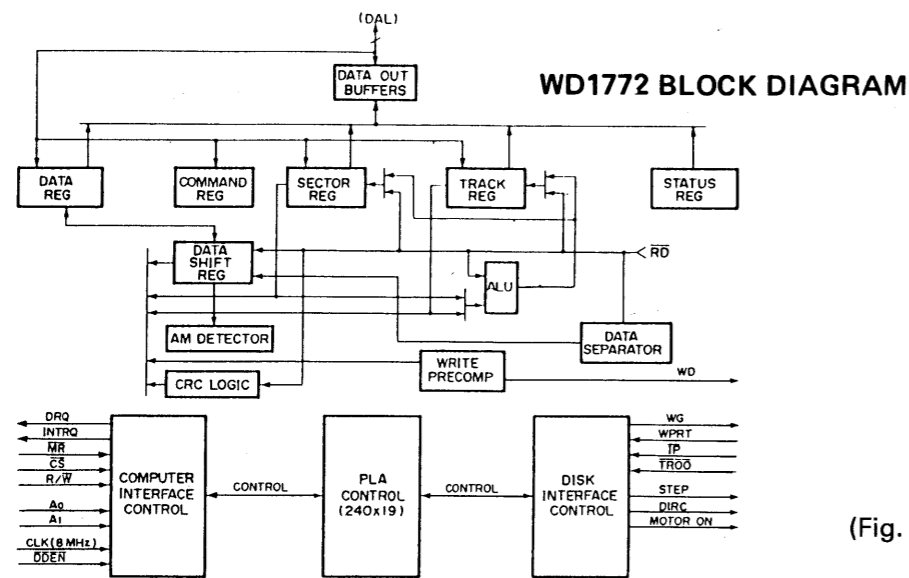 (DAL)
DATA OUT
BUFFERS
WD1772 BLOCK DIAGRAM
DATA
REG
COMMAND
REG
SECTOR
REG
TRACK
REG
STATUS
REG
RD
DATA
SHIFT
REG
ALU
AM DETECTOR
DATA
SEPARATOR
WRITE
PRECOMP
WD
CRC LOGIC
DRQ
INTRQ
MR
CS
R/W
A0
A1
CLK (8 MHz)
DDEN
COMPUTER
INTERFACE
CONTROL
CONTROL
PLA
CONTROL
(240x19)
CONTROL
DISK
INTERFACE
CONTROL
WG
WPRT
IP
TROO
STEP
DIRC
MOTOR ON
(Fig.